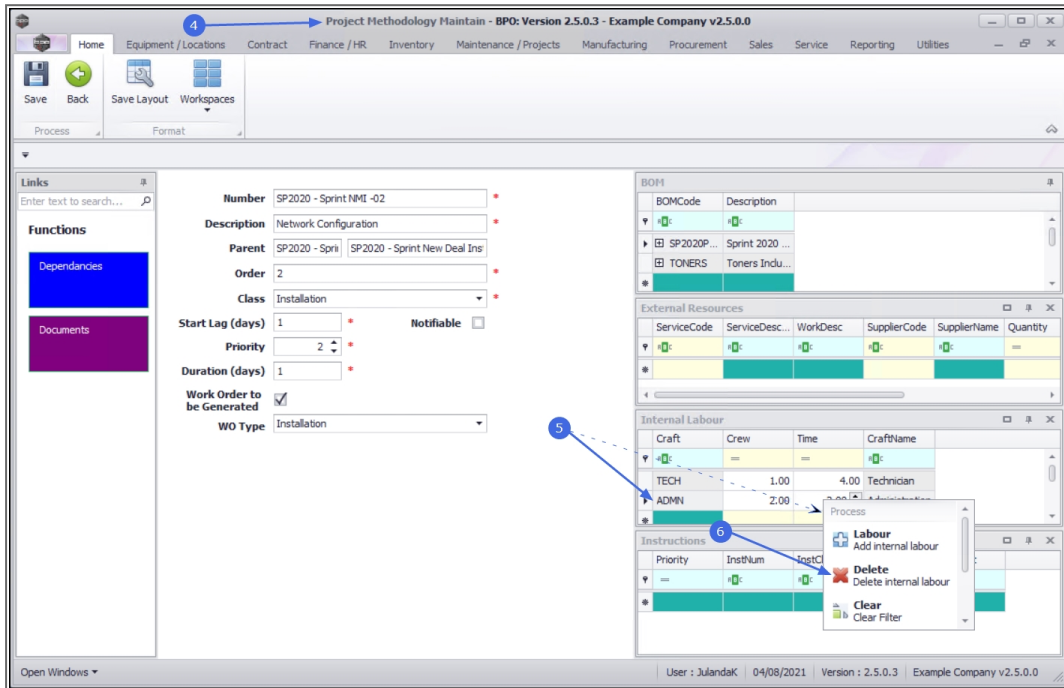 4
Project Methodology Maintain - BPO: Version 2.5.0.3 - Example Company v2.5.0.0
Home Equipment / Locations Contract Finance / HR Inventory Maintenance / Projects Manufacturing Procurement Sales Service Reporting Utilities
Save Back Save Layout Workspaces
Process Format
Links
Enter text to search...
Functions
Dependancies
Documents
Number SP2020 - Sprint NMI -02 *
Description Network Configuration *
Parent SP2020 - Spri SP2020 - Sprint New Deal Ins
Order 2 *
Class Installation *
Start Lag (days) 1 * Notifiable
Priority 2 *
Duration (days) 1 *
Work Order to
be Generated
WO Type Installation
BOM
BOMCode Description
SP2020P... Sprint 2020 ...
TONERS Toners Inclu...
External Resources
ServiceCode ServiceDesc... WorkDesc SupplierCode SupplierName Quantity
=
5
Internal Labour
Craft Crew Time CraftName
= =
TECH 1.00 4.00 Technician
ADMN 2.00
Process
6
Labour
Add internal labour
Delete
Delete internal labour
Clear
Clear Filter
Instructions
Priority InstNum
=
Open Windows User : JulandaK 04/08/2021 Version : 2.5.0.3 Example Company v2.5.0.0